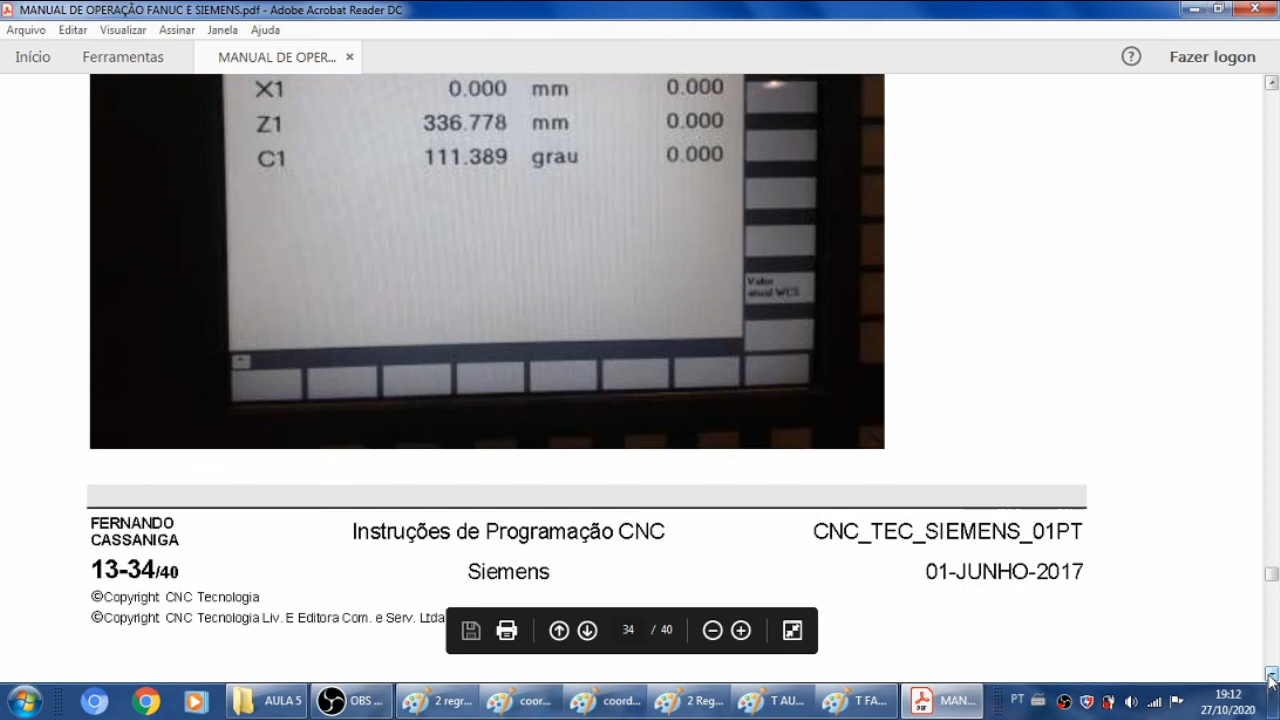 MANUAL DE OPERAÇÃO FANUC E SIEMENS.pdf - Adobe Acrobat Reader DC
Arquivo Editar Visualizar Assinar Janela Ajuda
Início Ferramentas MANUAL DE OPER... × ? Fazer logon
X1 0.000 mm 0.000
Z1 336.778 mm 0.000
C1 111.389 grau 0.000
Valor
atual WCS
FERNANDO
CASSANIGA
Instruções de Programação CNC
CNC_TEC_SIEMENS_01PT
13-34/40
Siemens
01-JUNHO-2017
©Copyright CNC Tecnologia
©Copyright CNC Tecnologia Liv. E Editora Com. e Serv. Ltda
34 / 40
AULA 5 OBS ... 2 regr... coor... coord... 2 Reg... T AU... T FA... MAN... PT 19:12
27/10/2020